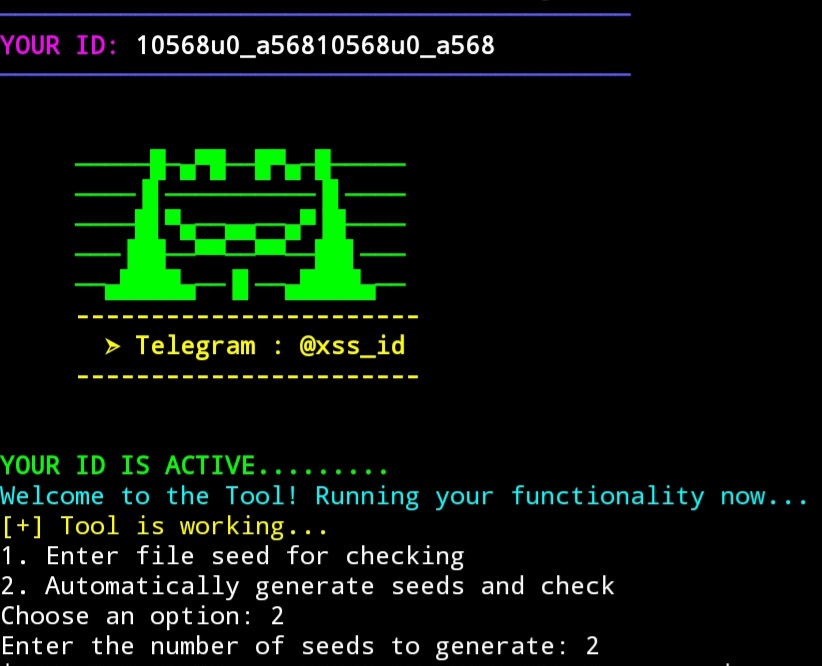 YOUR ID: 10568u0_a56810568u0_a568
➤ Telegram : @xss_id
YOUR ID IS ACTIVE.........
Welcome to the Tool! Running your functionality now...
[+] Tool is working...
1. Enter file seed for checking
2. Automatically generate seeds and check
Choose an option: 2
Enter the number of seeds to generate: 2